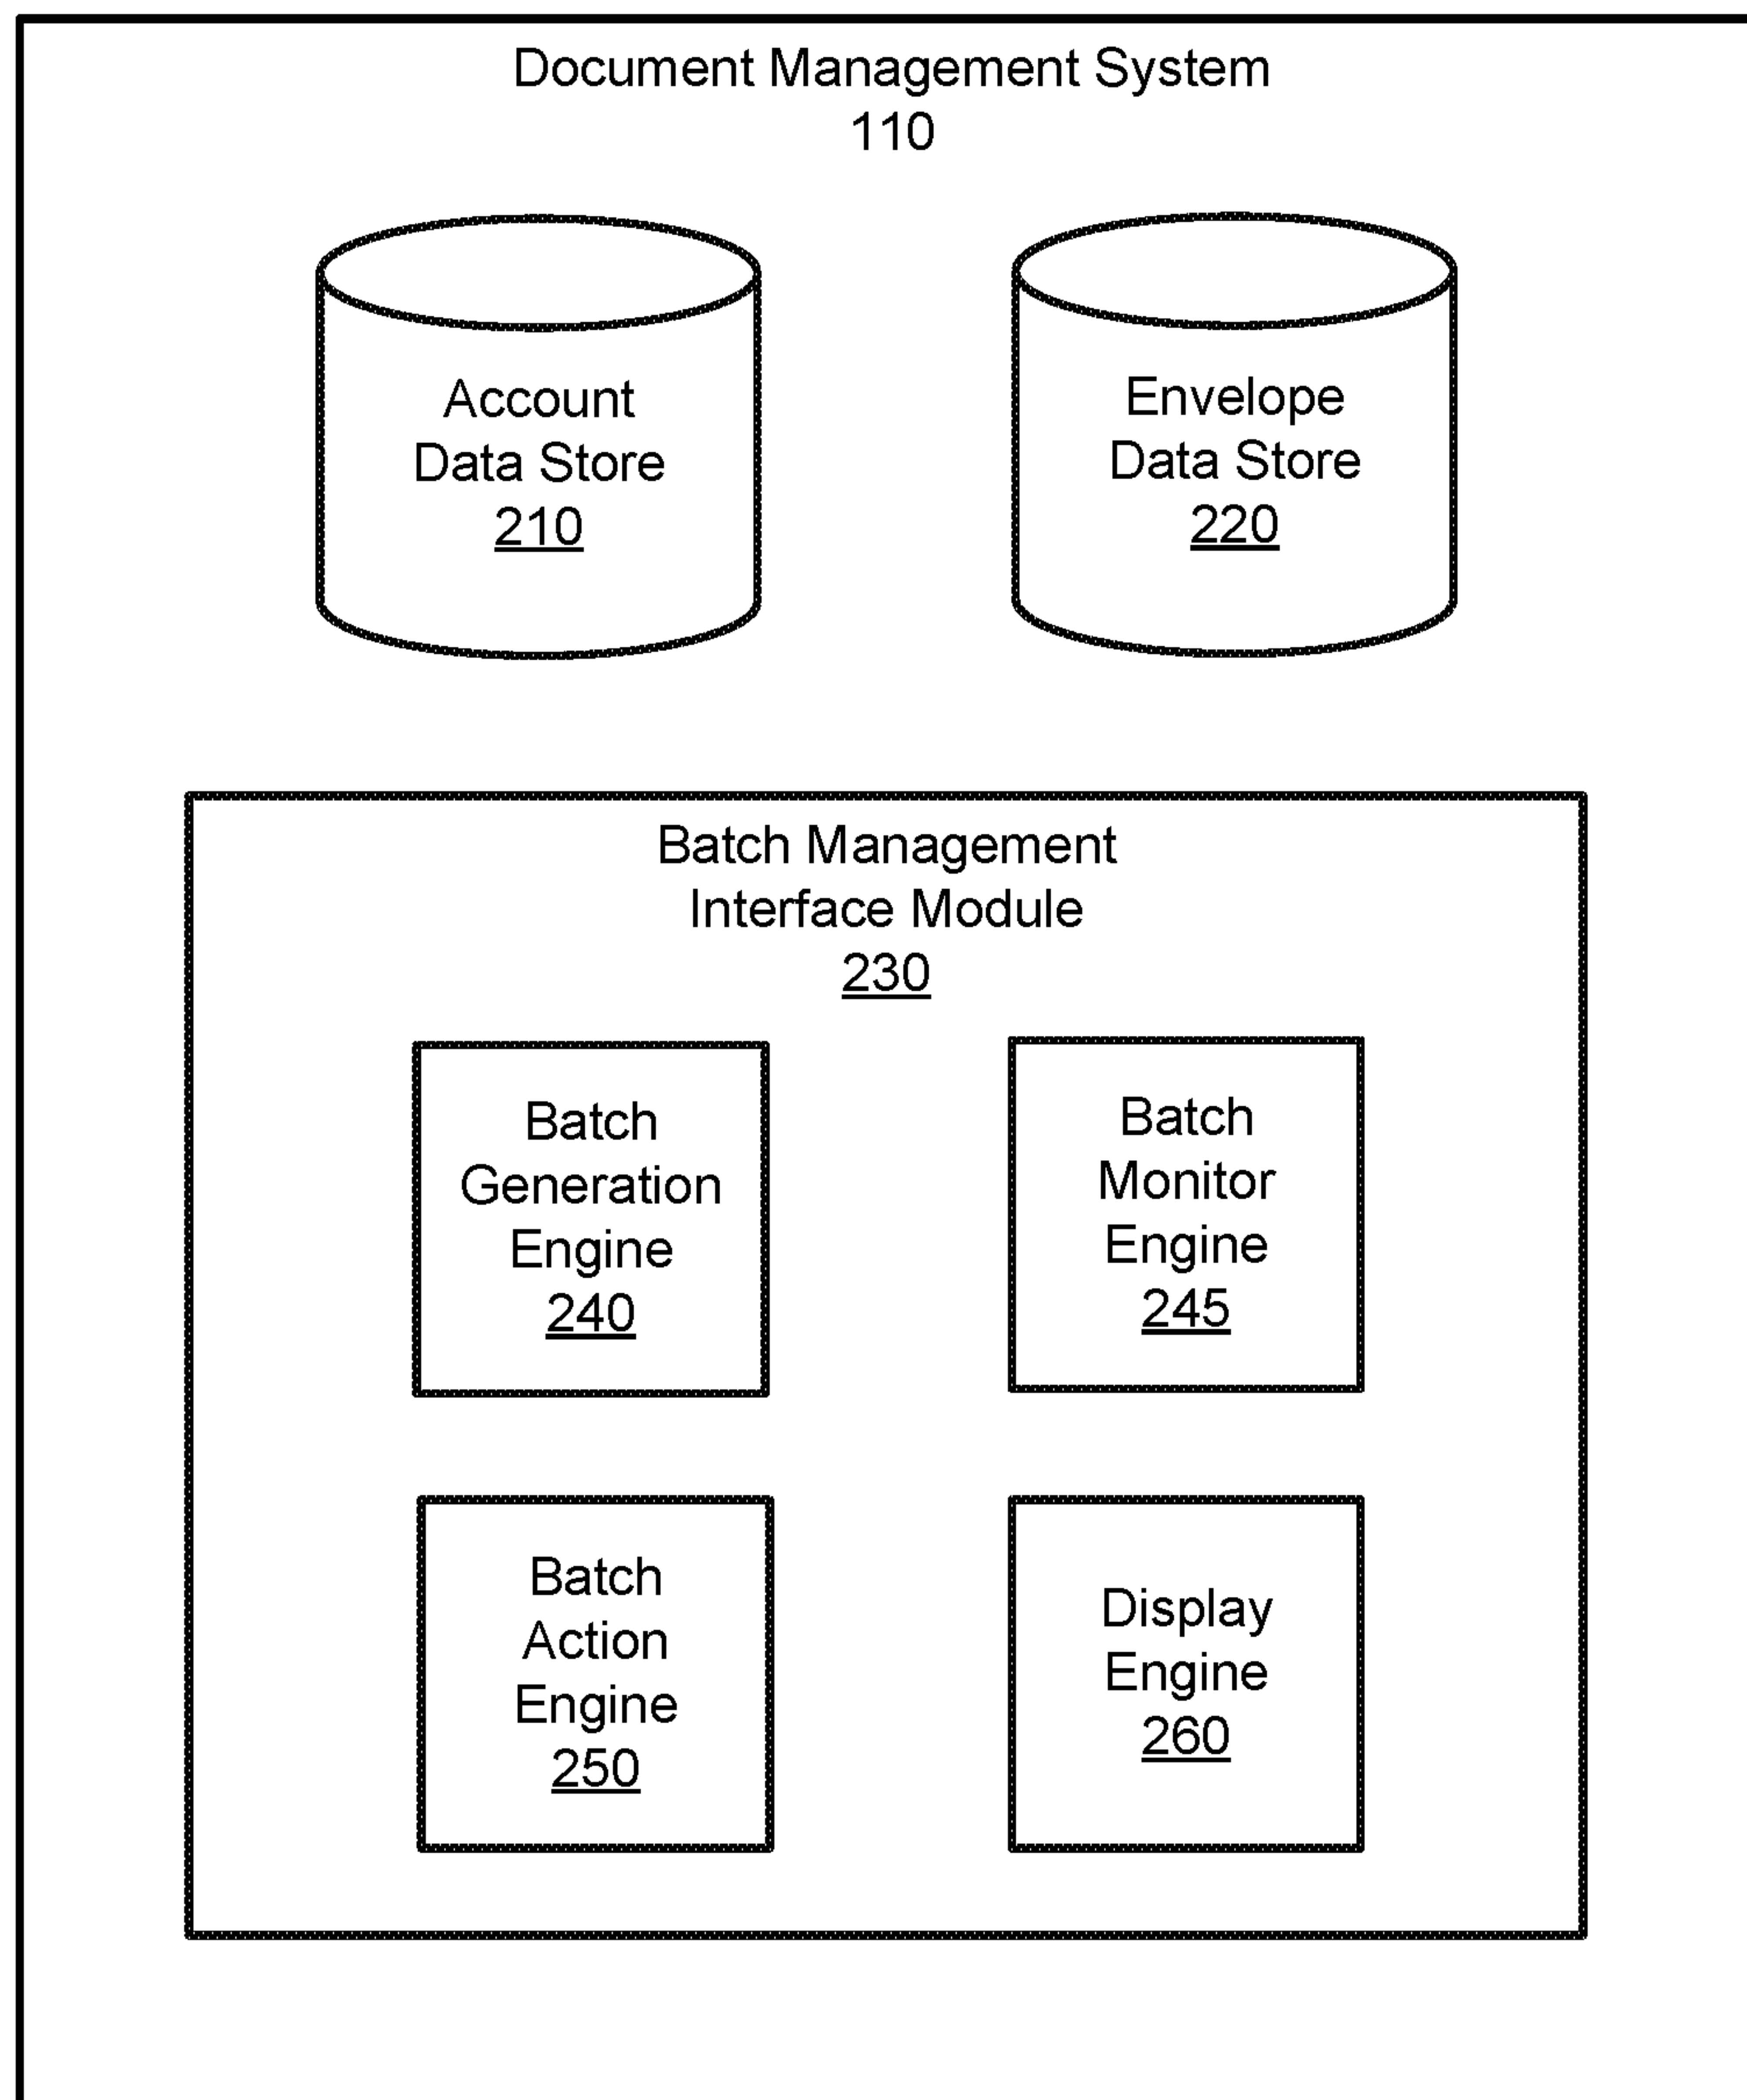 Document Management System
110
Account
Data Store
210
Envelope
Data Store
220
Batch Management
Interface Module
230
Batch
Generation
Engine
240
Batch
Monitor
Engine
245
Batch
Action
Engine
250
Display
Engine
260